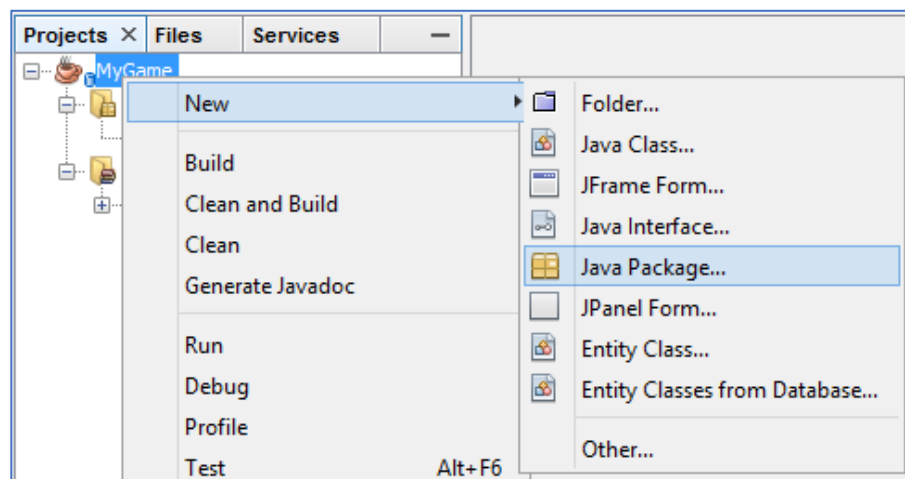 Projects × Files Services
MyGame
New
Build
Clean and Build
Clean
Generate Javadoc
Run
Debug
Profile
Test Alt+F6
Folder...
Java Class...
JFrame Form...
Java Interface...
Java Package...
JPanel Form...
Entity Class...
Entity Classes from Database...
Other...